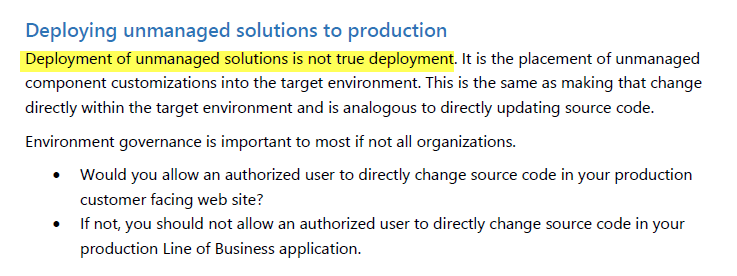 Deploying unmanaged solutions to production
Deployment of unmanaged solutions is not true deployment. It is the placement of unmanaged
component customizations into the target environment. This is the same as making that change
directly within the target environment and is analogous to directly updating source code.
Environment governance is important to most if not all organizations.
• Would you allow an authorized user to directly change source code in your production
customer facing web site?
• If not, you should not allow an authorized user to directly change source code in your
production Line of Business application.